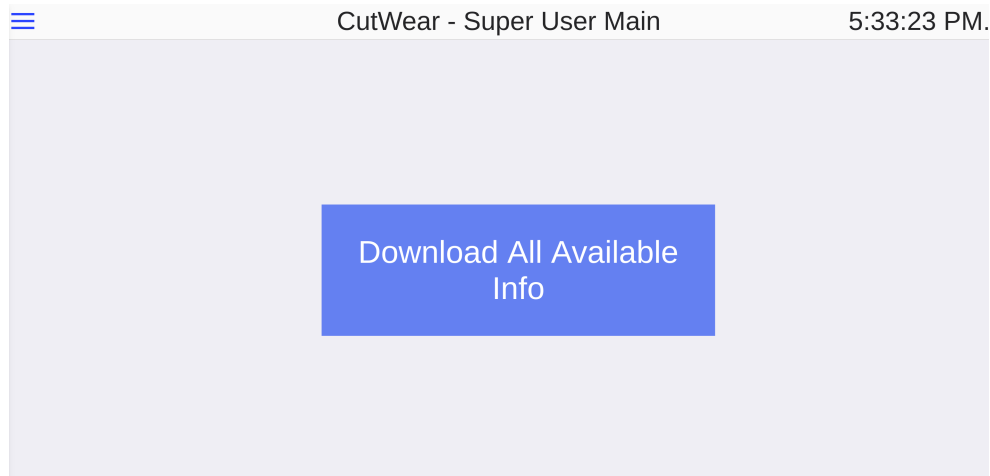 CutWear - Super User Main
5:33:23 PM.
Download All Available
Info